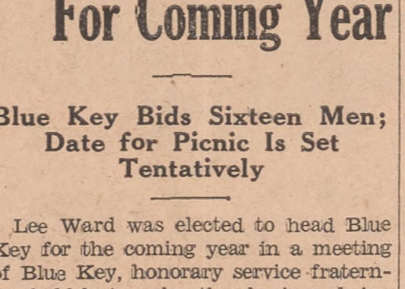 For Coming Year
Blue Key Bids Sixteen Men;
Date for Picnic Is Set
Tentatively
Lee Ward was elected to head Blue
Key for the coming year in a meeting
of Blue Key, honorary service fratern-